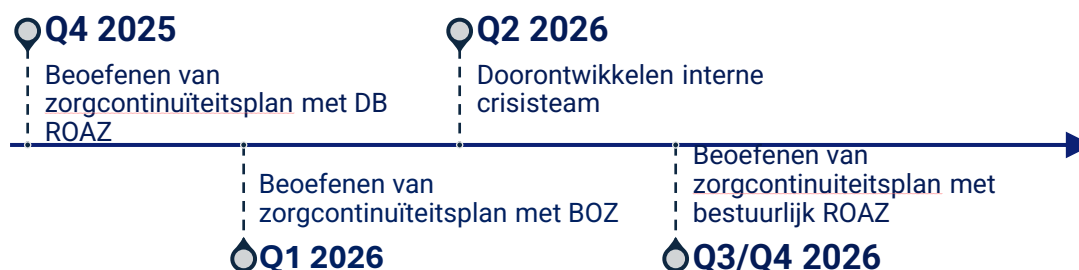 Q4 2025
Beoefenen van
zorgcontinuïteitsplan met DB
ROAZ
Q2 2026
Doorontwikkelen interne
crisisteam
Beoefenen van
zorgcontinuïteitsplan met BOZ
Q1 2026
Beoefenen van
zorgcontinuiteitsplan met
bestuurlijk ROAZ
Q3/Q4 2026